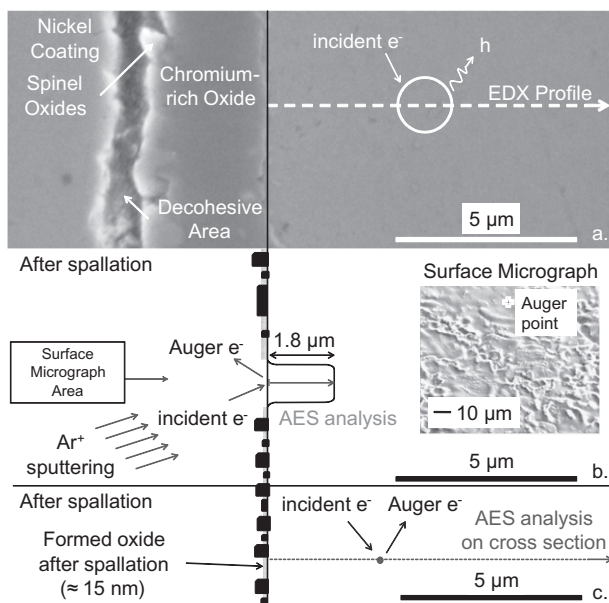 Nickel
Coating
Spinel
Oxides
Chromium-
rich Oxide
Decohesive
Area
incident e-
h
EDX Profile
5 μm
a.
After spallation
Surface
Micrograph
Area
Ar+
sputtering
Auger e-
incident e-
1.8 μm
AES analysis
Surface Micrograph
Auger
point
10 μm
5 μm
b.
After spallation
Formed oxide
after spallation
(≈ 15 nm)
incident e-
Auger e-
AES analysis
on cross section
5 μm
c.